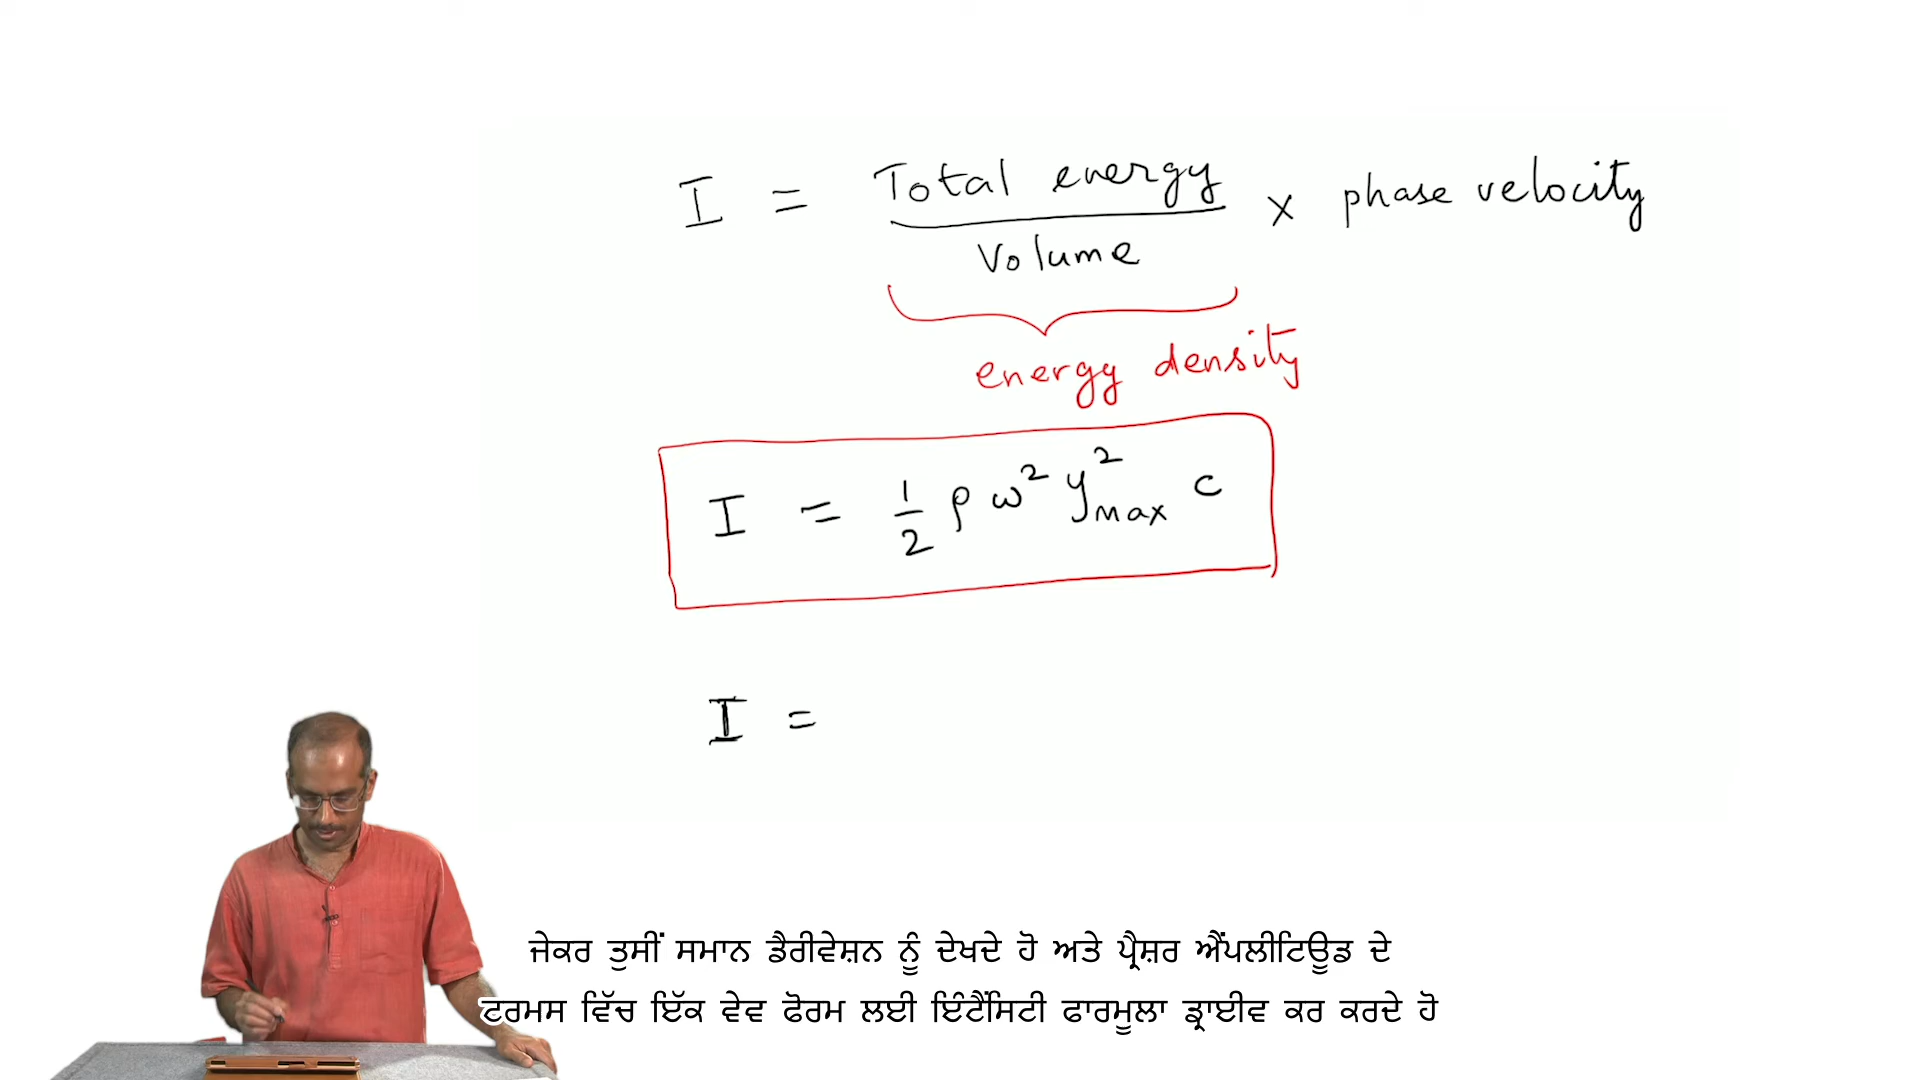 I = Total energy / Volume × phase velocity
energy density
I = 1/2 ρ ω² y²max c
I =
ਜੇਕਰ ਤੁਸੀਂ ਸਮਾਨ ਡੈਰੀਵੇਸ਼ਨ ਨੂੰ ਦੇਖਦੇ ਹੋ ਅਤੇ ਪ੍ਰੈਸ਼ਰ ਐਂਪਲੀਟਿਊਡ ਦੇ
ਟਰਮਸ ਵਿੱਚ ਇੱਕ ਵੇਵ ਫੋਰਮ ਲਈ ਇੰਟੈਂਸਿਟੀ ਫਾਰਮੂਲਾ ਡ੍ਰਾਈਵ ਕਰ ਕਰਦੇ ਹੋ